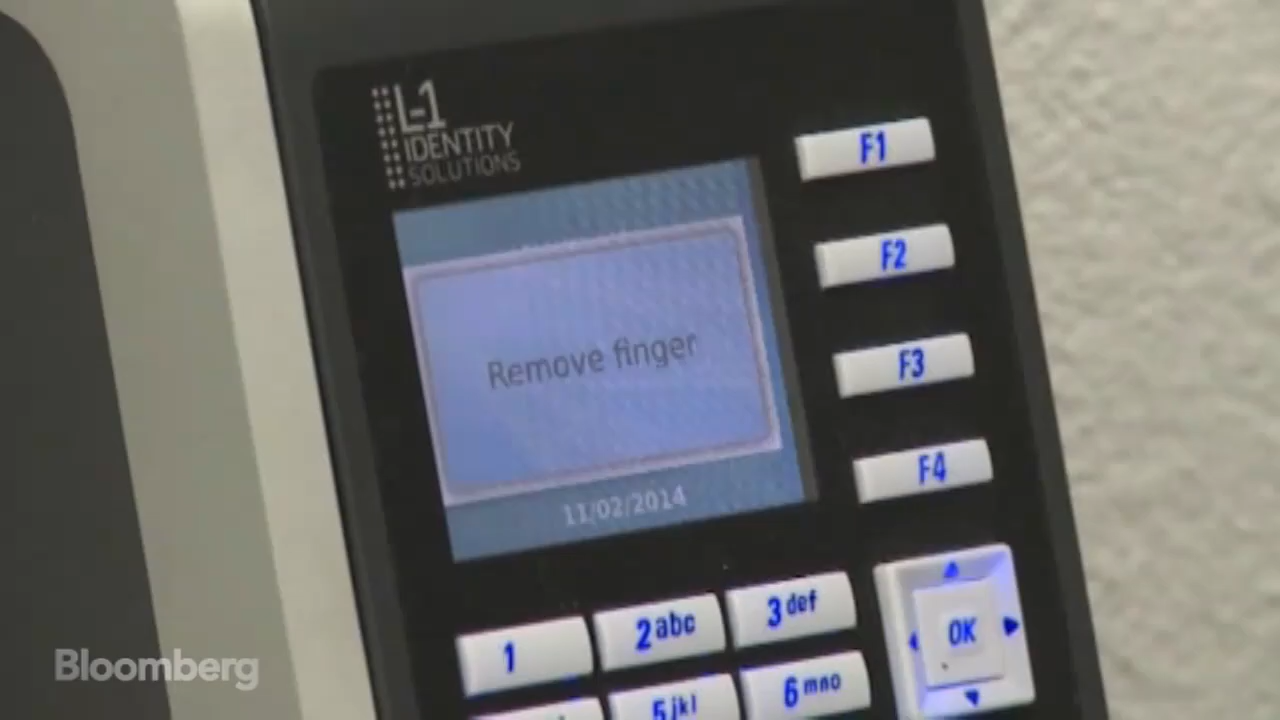 L-1
IDENTITY
SOLUTIONS
F1
F2
Remove finger
F3
F4
11/02/2014
1
2abc
3def
OK
5jkl
6mno
Bloomberg